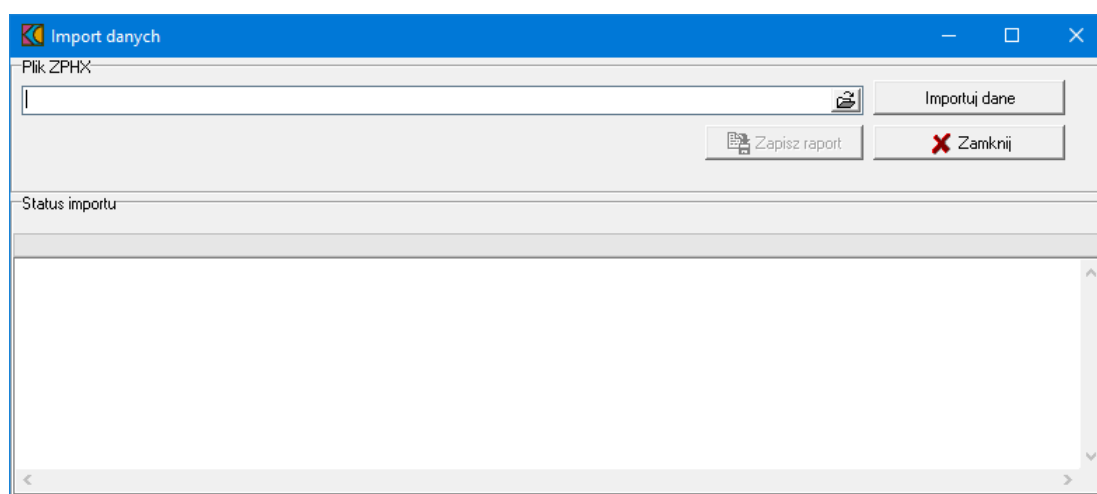 Import danych
Plik ZPHX
Importuj dane
Zapisz raport
Zamknij
Status importu